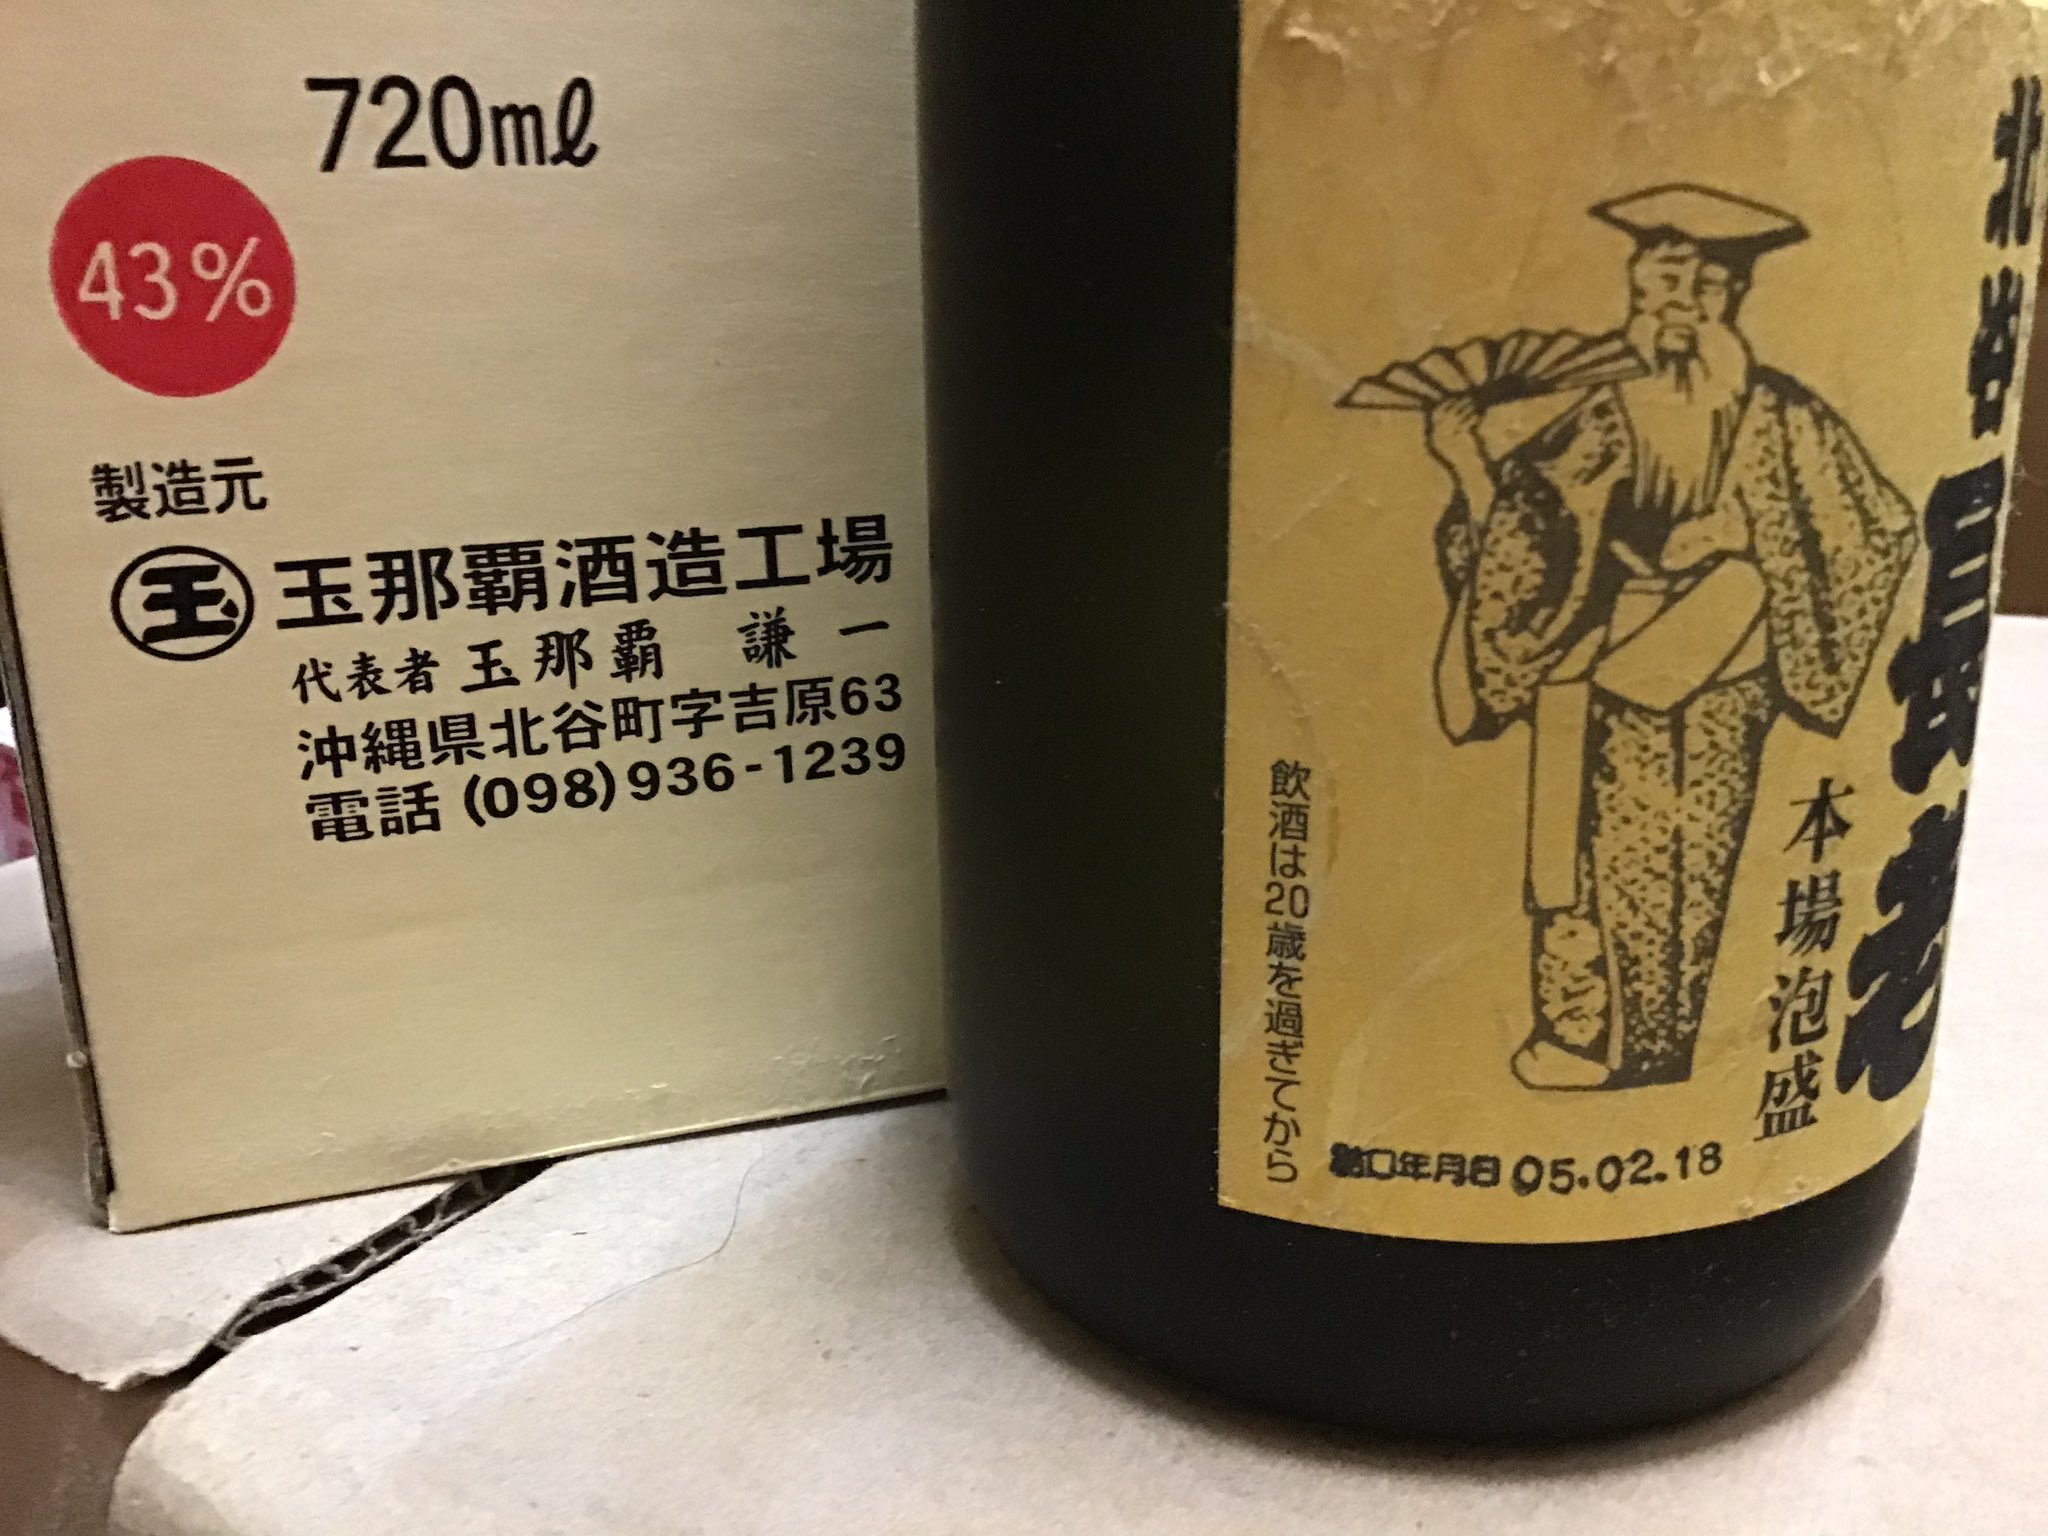 720ml
43%
製造元
玉 玉那覇酒造工場
代表者 玉那覇 謙一
沖縄県北谷町字吉原63
電話 (098)936-1239
北谷長老
本場泡盛
飲酒は20歳を過ぎてから
詰口年月日 05.02.18